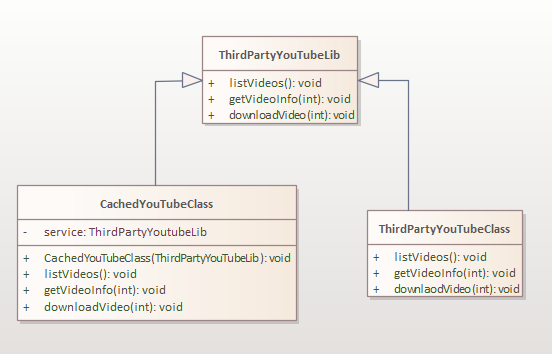 ThirdPartyYouTubeLib
+ listVideos(): void
+ getVideoInfo(int): void
+ downloadVideo(int): void
CachedYouTubeClass
- service: ThirdPartyYoutubeLib
+ CachedYouTubeClass(ThirdPartyYouTubeLib): void
+ listVideos(): void
+ getVideoInfo(int): void
+ downloadVideo(int): void
ThirdPartyYouTubeClass
+ listVideos(): void
+ getVideoInfo(int): void
+ downlaodVideo(int): void